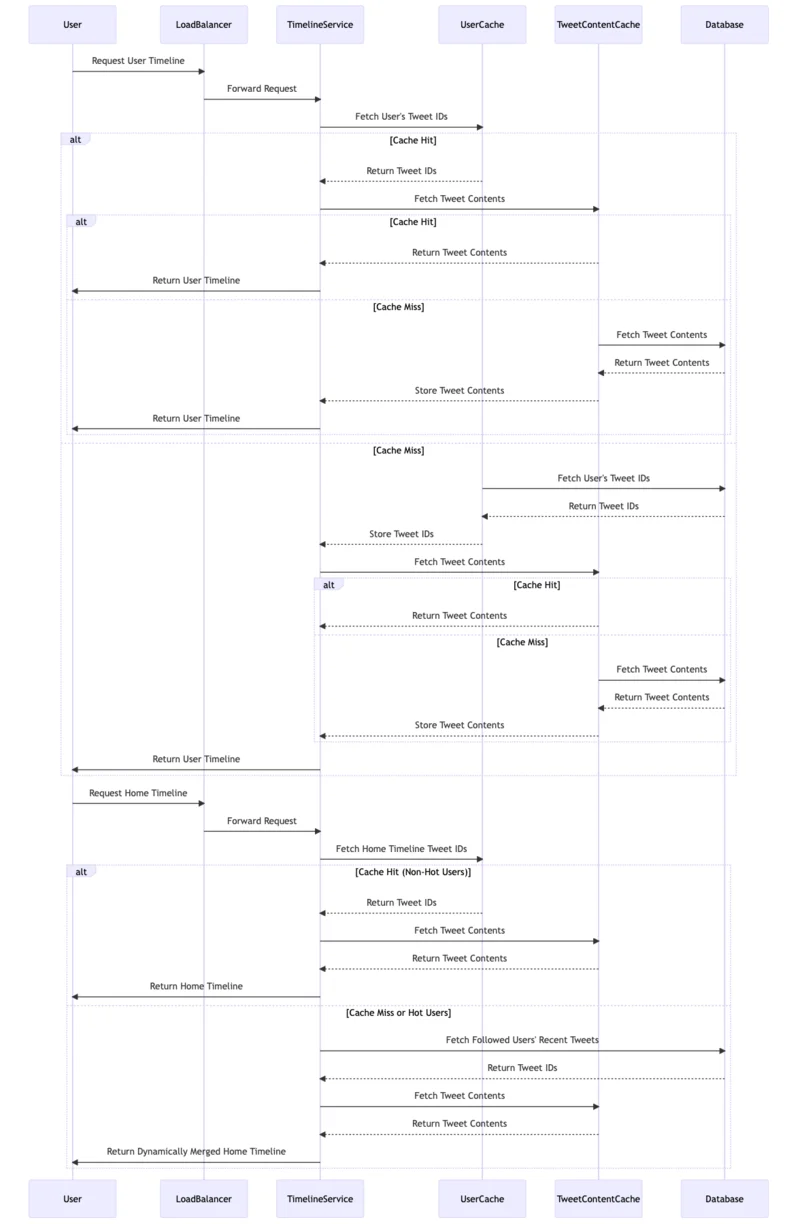 User LoadBalancer TimelineService UserCache TweetContentCache Database
Request User Timeline
Forward Request
Fetch User's Tweet IDs
alt [Cache Hit]
Return Tweet IDs
Fetch Tweet Contents
alt [Cache Hit]
Return Tweet Contents
Return User Timeline
[Cache Miss]
Fetch Tweet Contents
Return Tweet Contents
Store Tweet Contents
Return User Timeline
[Cache Miss]
Fetch User's Tweet IDs
Return Tweet IDs
Store Tweet IDs
Fetch Tweet Contents
alt [Cache Hit]
Return Tweet Contents
[Cache Miss]
Fetch Tweet Contents
Return Tweet Contents
Store Tweet Contents
Return User Timeline
Request Home Timeline
Forward Request
Fetch Home Timeline Tweet IDs
alt [Cache Hit (Non-Hot Users)]
Return Tweet IDs
Fetch Tweet Contents
Return Tweet Contents
Return Home Timeline
[Cache Miss or Hot Users]
Fetch Followed Users' Recent Tweets
Return Tweet IDs
Fetch Tweet Contents
Return Tweet Contents
Return Dynamically Merged Home Timeline
User LoadBalancer TimelineService UserCache TweetContentCache Database